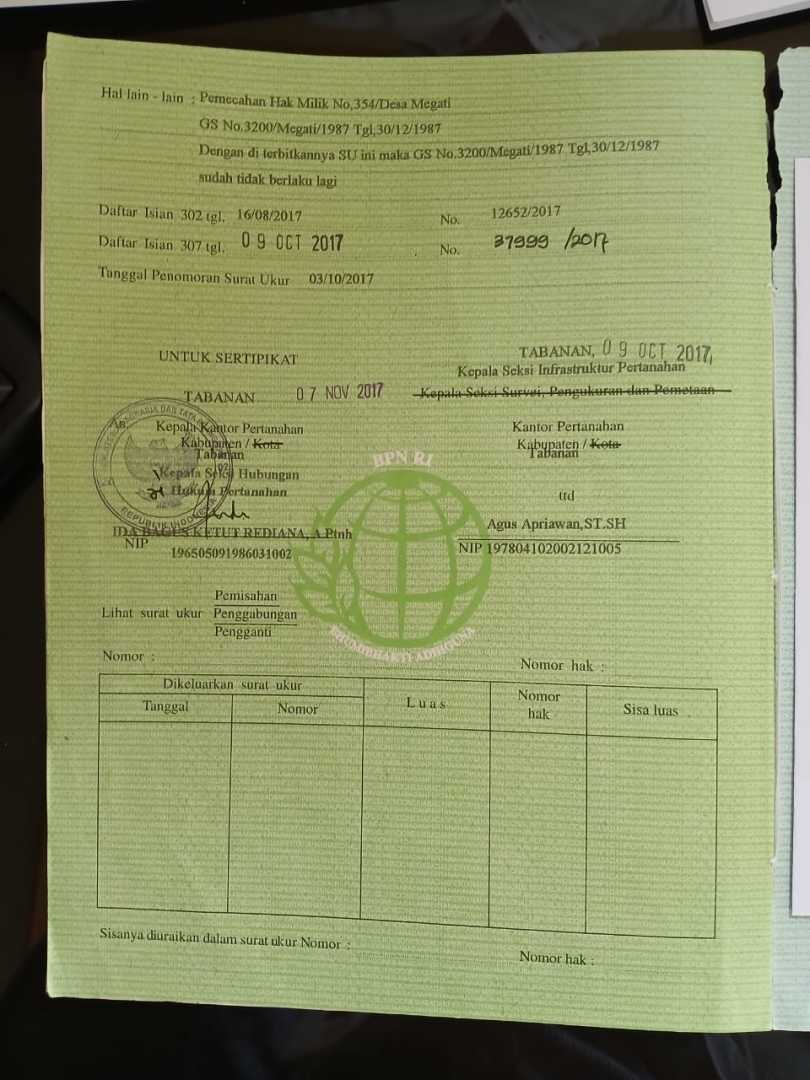 Hal lain - lain : Pemecahan Hak Milik No,354/Desa Megati
GS No.3200/Megati/1987 Tgl,30/12/1987
Dengan di terbitkannya SU ini maka GS No.3200/Megati/1987 Tgl,30/12/1987
sudah tidak berlaku lagi
Daftar Isian 302 tgl. 16/08/2017 No. 12652/2017
Daftar Isian 307 tgl. 09 OCT 2017 No. 37999 /2017
Tanggal Penomoran Surat Ukur 03/10/2017
UNTUK SERTIPIKAT
TABANAN 07 NOV 2017
An.
Kepala Kantor Pertanahan
Kabupaten / Kota
Tabanan
Kepala Seksi Hubungan
Hukum Pertanahan
IDA BAGUS KETUT REDIANA, A.Ptnh
NIP 196505091986031002
REPUBLIK INDONESIA
TABANAN, 09 OCT 2017,
Kepala Seksi Infrastruktur Pertanahan
Kepala Seksi Survei, Pengukuran dan Pemetaan
Kantor Pertanahan
Kabupaten / Kota
Tabanan
ttd
Agus Apriawan,ST.SH
NIP 197804102002121005
BPN RI
BHUMIBHAKTI ADHIGUNA
Pemisahan
Lihat surat ukur Penggabungan
Pengganti
Nomor : Nomor hak :
Dikeluarkan surat ukur
Tanggal Nomor Luas Nomor hak Sisa luas
Sisanya diuraikan dalam surat ukur Nomor : Nomor hak :